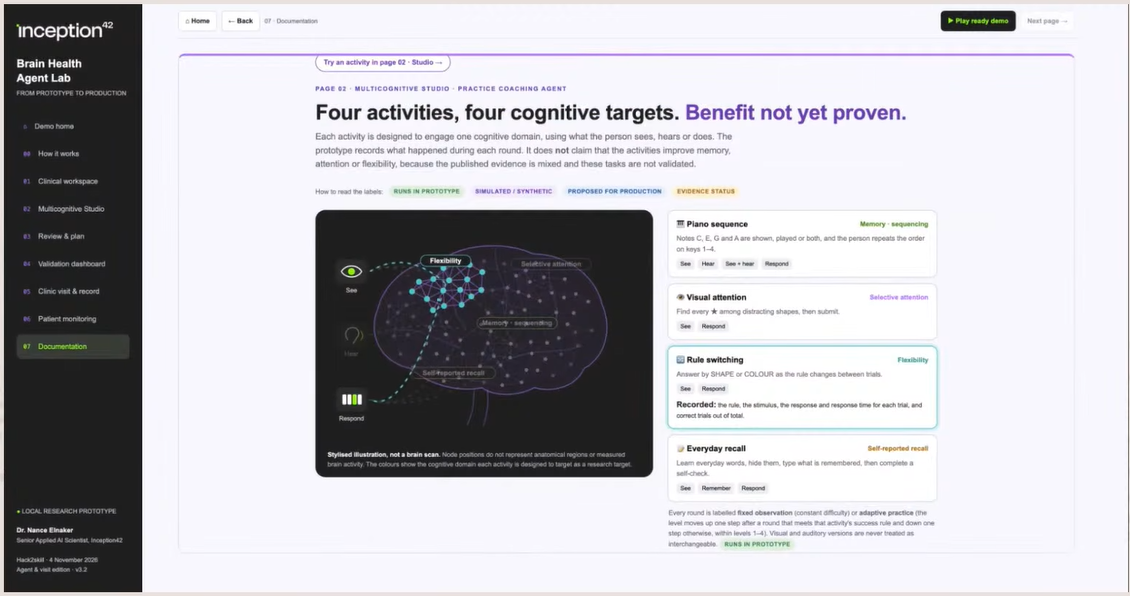 inception42
Brain Health
Agent Lab
FROM PROTOTYPE TO PRODUCTION
Demo home
00 How it works
01 Clinical workspace
02 Multicognitive Studio
03 Review & plan
04 Validation dashboard
05 Clinic visit & record
06 Patient monitoring
07 Documentation
LOCAL RESEARCH PROTOTYPE
Dr. Nance Elnaker
Senior Applied AI Scientist, Inception42
Hack2skill · 4 November 2026
Agent & visit edition · v3.2
⌂ Home
← Back
07 · Documentation
▶ Play ready demo
Next page →
Try an activity in page 02 · Studio →
PAGE 02 · MULTICOGNITIVE STUDIO · PRACTICE COACHING AGENT
Four activities, four cognitive targets. Benefit not yet proven.
Each activity is designed to engage one cognitive domain, using what the person sees, hears or does. The
prototype records what happened during each round. It does not claim that the activities improve memory,
attention or flexibility, because the published evidence is mixed and these tasks are not validated.
How to read the labels: RUNS IN PROTOTYPE SIMULATED / SYNTHETIC PROPOSED FOR PRODUCTION EVIDENCE STATUS
See
Hear
Respond
Flexibility
Selective attention
Memory · sequencing
Self-reported recall
Stylised illustration, not a brain scan. Node positions do not represent anatomical regions or measured
brain activity. The colours show the cognitive domain each activity is designed to target as a research target.
Piano sequence Memory · sequencing
Notes C, E, G and A are shown, played or both, and the person repeats the order
on keys 1–4.
See Hear See + hear Respond
Visual attention Selective attention
Find every ★ among distracting shapes, then submit.
See Respond
Rule switching Flexibility
Answer by SHAPE or COLOUR as the rule changes between trials.
See Respond
Recorded: the rule, the stimulus, the response and response time for each trial, and
correct trials out of total.
Everyday recall Self-reported recall
Learn everyday words, hide them, type what is remembered, then complete a
self-check.
See Remember Respond
Every round is labelled fixed observation (constant difficulty) or adaptive practice (the
level moves up one step after a round that meets that activity's success rule and down one
step otherwise, within levels 1–4). Visual and auditory versions are never treated as
interchangeable. RUNS IN PROTOTYPE